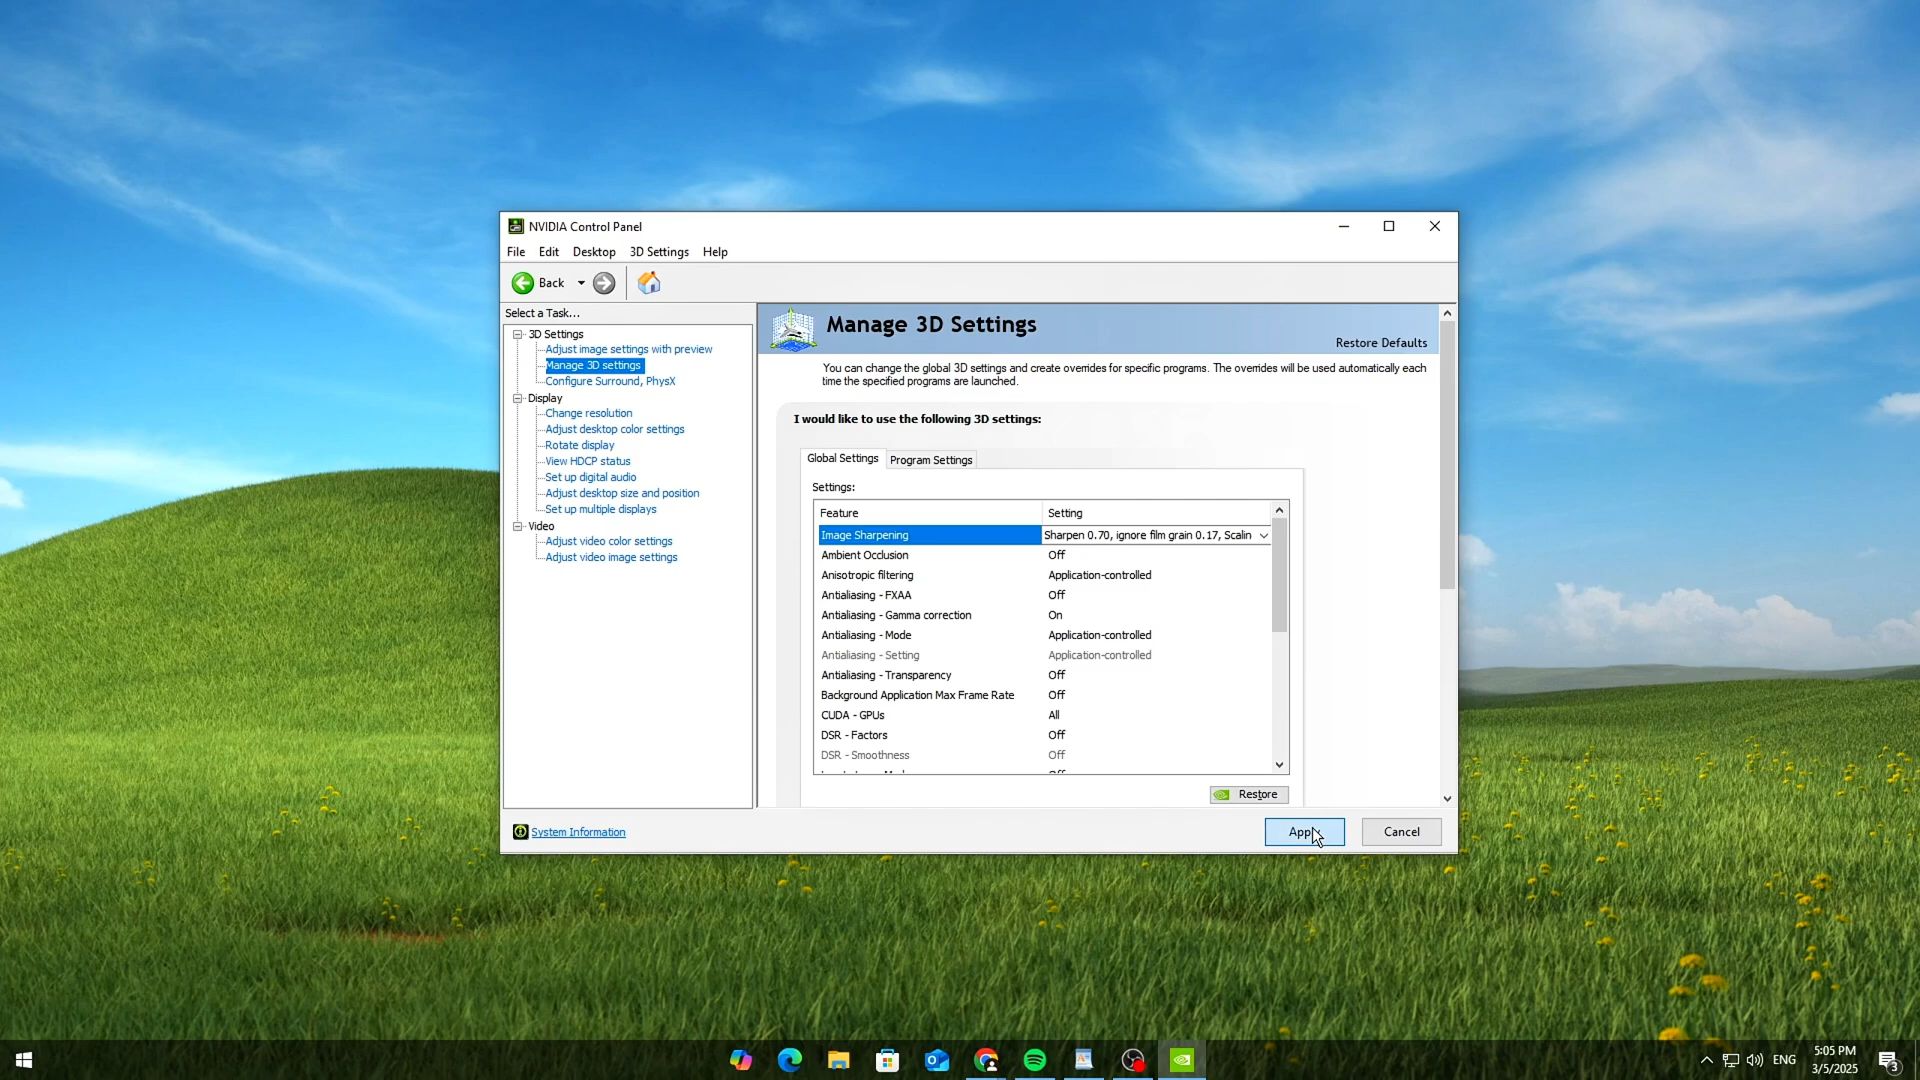 NVIDIA Control Panel
File Edit Desktop 3D Settings Help
Back
Select a Task...
3D Settings
Adjust image settings with preview
Manage 3D settings
Configure Surround, PhysX
Display
Change resolution
Adjust desktop color settings
Rotate display
View HDCP status
Set up digital audio
Adjust desktop size and position
Set up multiple displays
Video
Adjust video color settings
Adjust video image settings
System Information
Manage 3D Settings
Restore Defaults
You can change the global 3D settings and create overrides for specific programs. The overrides will be used automatically each
time the specified programs are launched.
I would like to use the following 3D settings:
Global Settings Program Settings
Settings:
Feature Setting
Image Sharpening Sharpen 0.70, ignore film grain 0.17, Scalin
Ambient Occlusion Off
Anisotropic filtering Application-controlled
Antialiasing - FXAA Off
Antialiasing - Gamma correction On
Antialiasing - Mode Application-controlled
Antialiasing - Setting Application-controlled
Antialiasing - Transparency Off
Background Application Max Frame Rate Off
CUDA - GPUs All
DSR - Factors Off
DSR - Smoothness Off
Restore
Apply Cancel
ENG
5:05 PM
3/5/2025
3